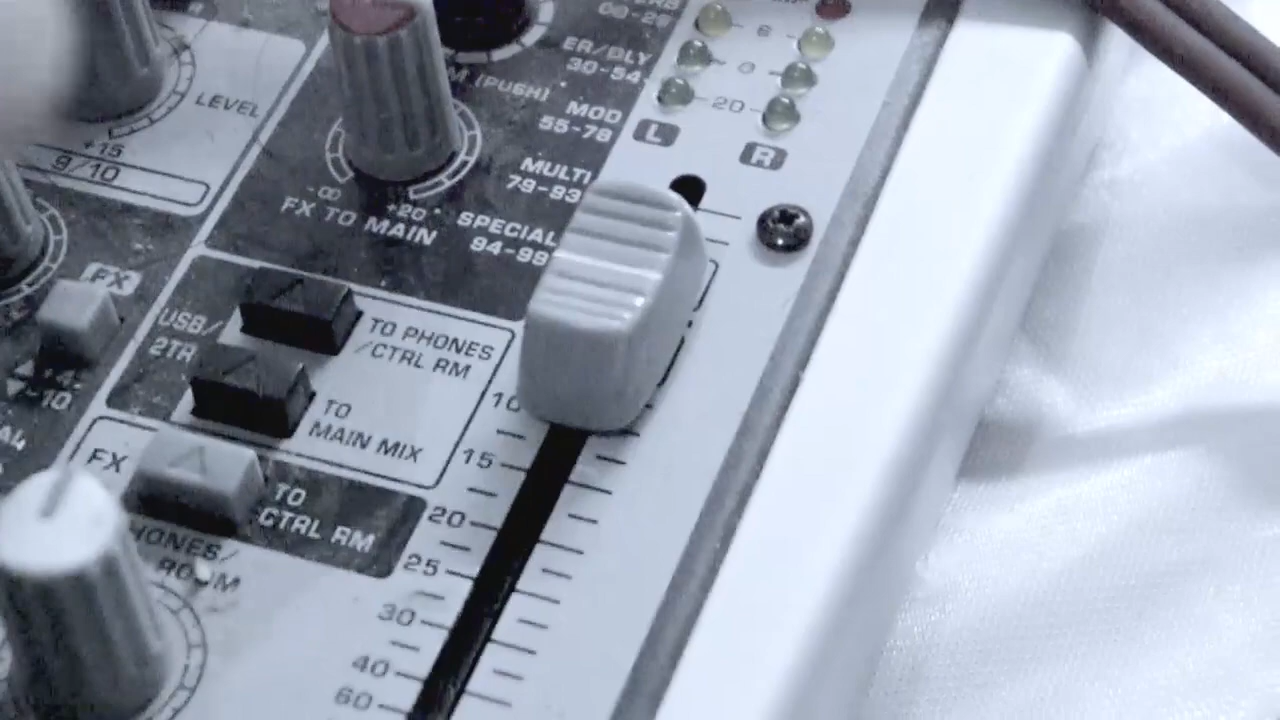 6
0
20
L
R
ER/DLY
30-54
M (PUSH)
MOD
55-78
MULTI
79-93
SPECIAL
94-99
LEVEL
+15
9/10
-∞
+20
FX TO MAIN
FX
USB/
2TR
TO PHONES
/CTRL RM
TO
MAIN MIX
FX
TO
CTRL RM
10
15
20
25
30
40
60